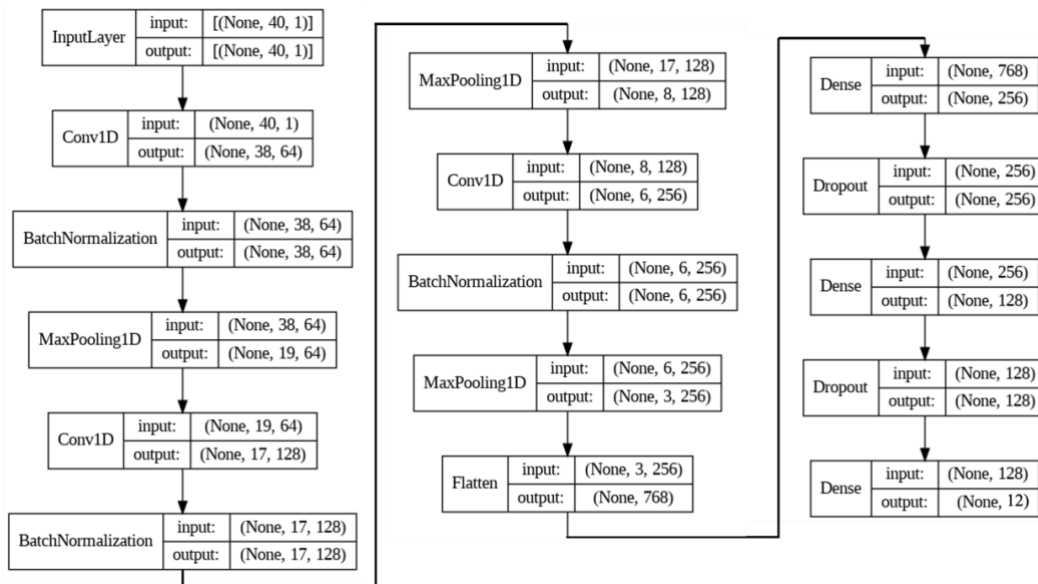 InputLayer
input: [(None, 40, 1)]
output: [(None, 40, 1)]
Conv1D
input: (None, 40, 1)
output: (None, 38, 64)
BatchNormalization
input: (None, 38, 64)
output: (None, 38, 64)
MaxPooling1D
input: (None, 38, 64)
output: (None, 19, 64)
Conv1D
input: (None, 19, 64)
output: (None, 17, 128)
BatchNormalization
input: (None, 17, 128)
output: (None, 17, 128)
MaxPooling1D
input: (None, 17, 128)
output: (None, 8, 128)
Conv1D
input: (None, 8, 128)
output: (None, 6, 256)
BatchNormalization
input: (None, 6, 256)
output: (None, 6, 256)
MaxPooling1D
input: (None, 6, 256)
output: (None, 3, 256)
Flatten
input: (None, 3, 256)
output: (None, 768)
Dense
input: (None, 768)
output: (None, 256)
Dropout
input: (None, 256)
output: (None, 256)
Dense
input: (None, 256)
output: (None, 128)
Dropout
input: (None, 128)
output: (None, 128)
Dense
input: (None, 128)
output: (None, 12)